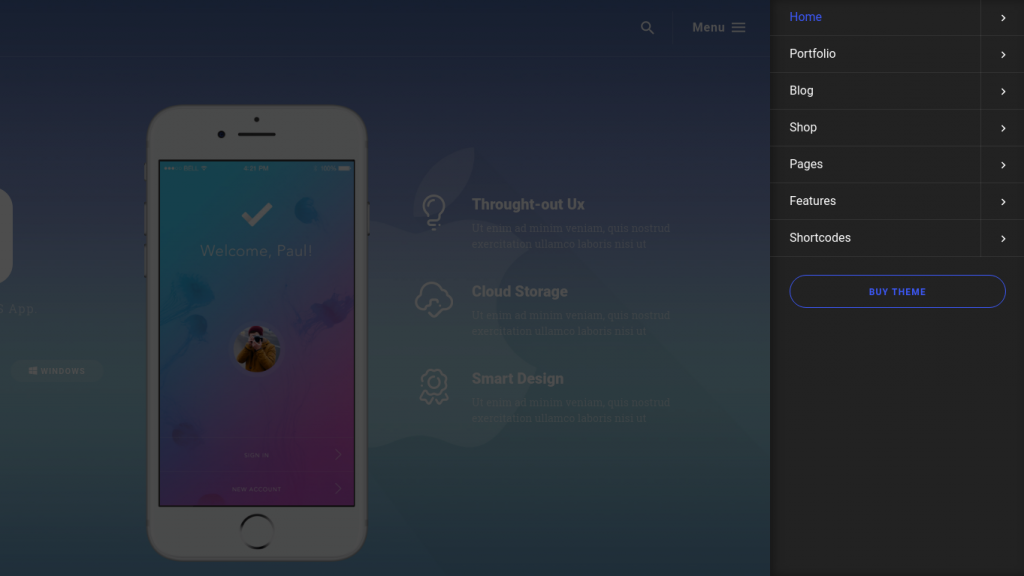 Menu
Home
Portfolio
Blog
Shop
Pages
Features
Shortcodes
BUY THEME
App
WINDOWS
4:21 PM
Welcome, Paul!
SIGN IN
NEW ACCOUNT
Throught-out Ux
Ut enim ad minim veniam, quis nostrud
exercitation ullamco laboris nisi ut
Cloud Storage
Ut enim ad minim veniam, quis nostrud
exercitation ullamco laboris nisi ut
Smart Design
Ut enim ad minim veniam, quis nostrud
exercitation ullamco laboris nisi ut